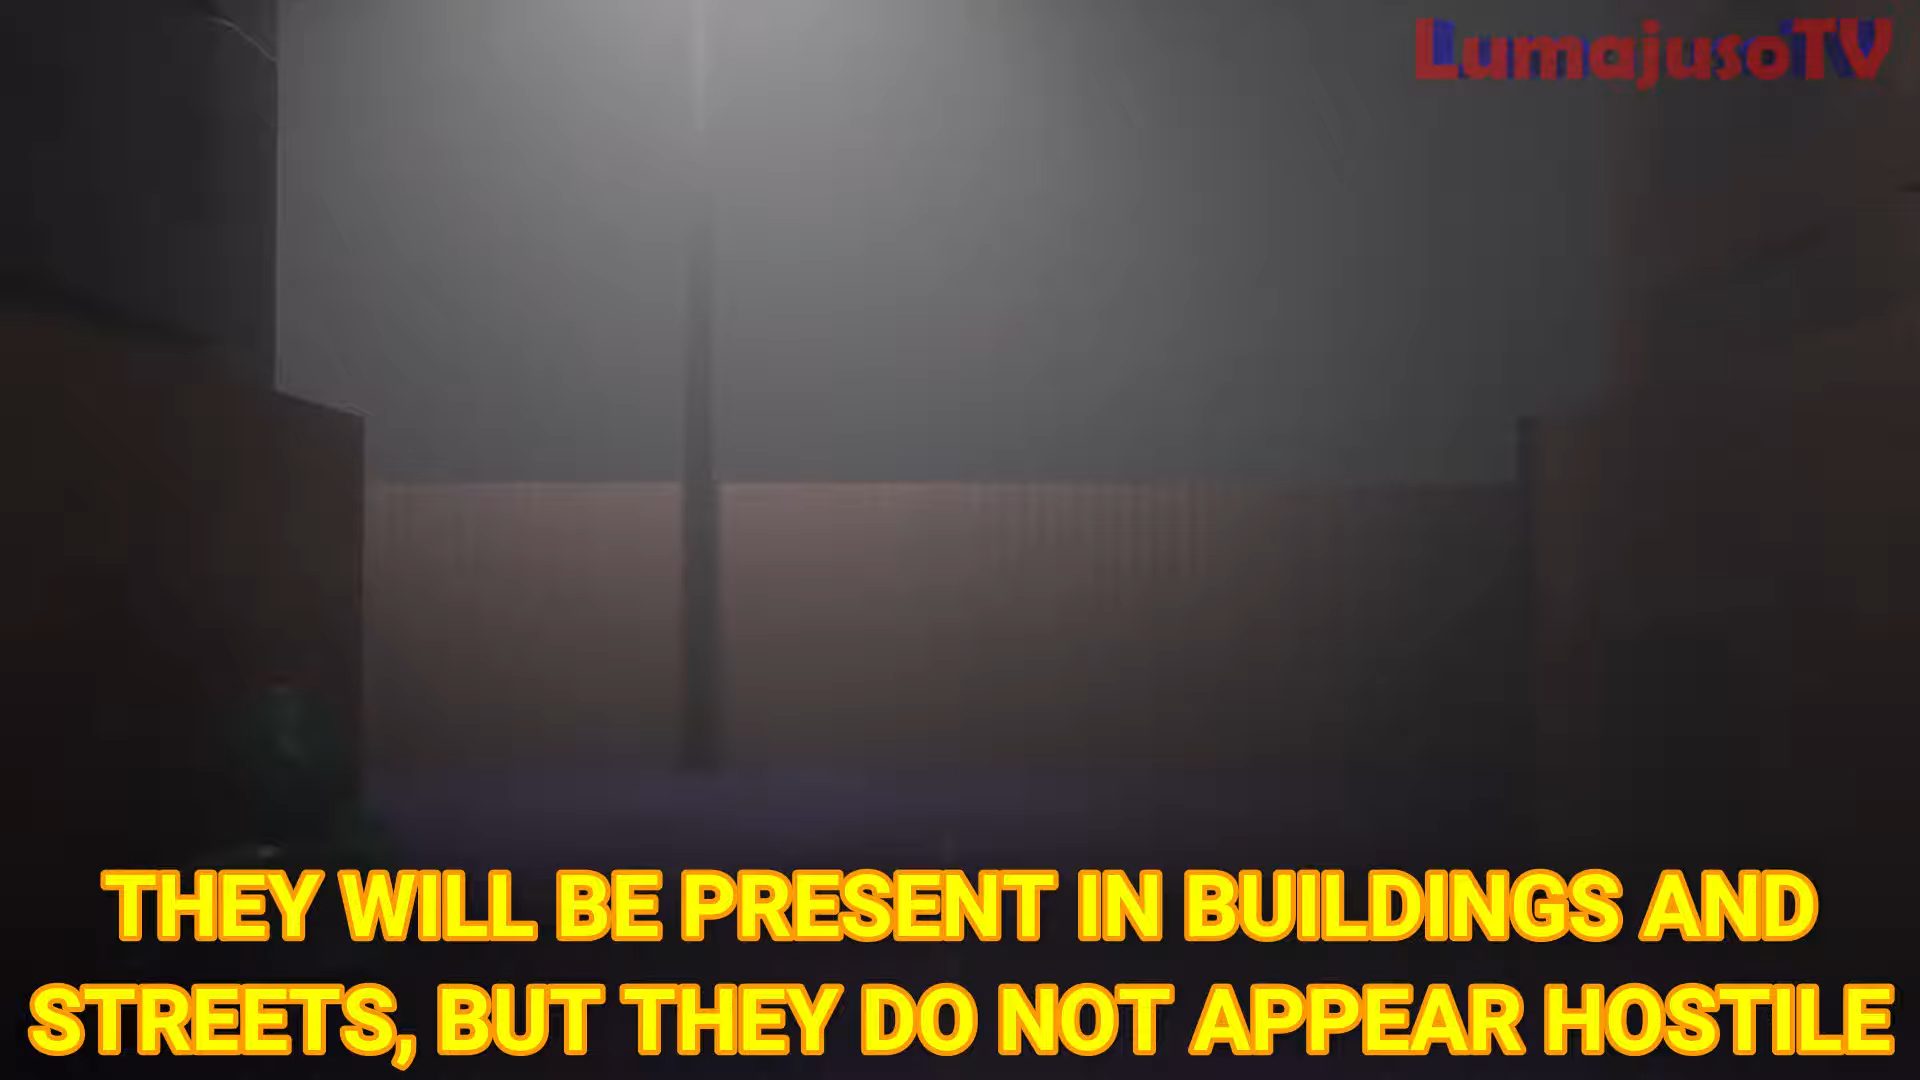 LumajusoTV
THEY WILL BE PRESENT IN BUILDINGS AND
STREETS, BUT THEY DO NOT APPEAR HOSTILE